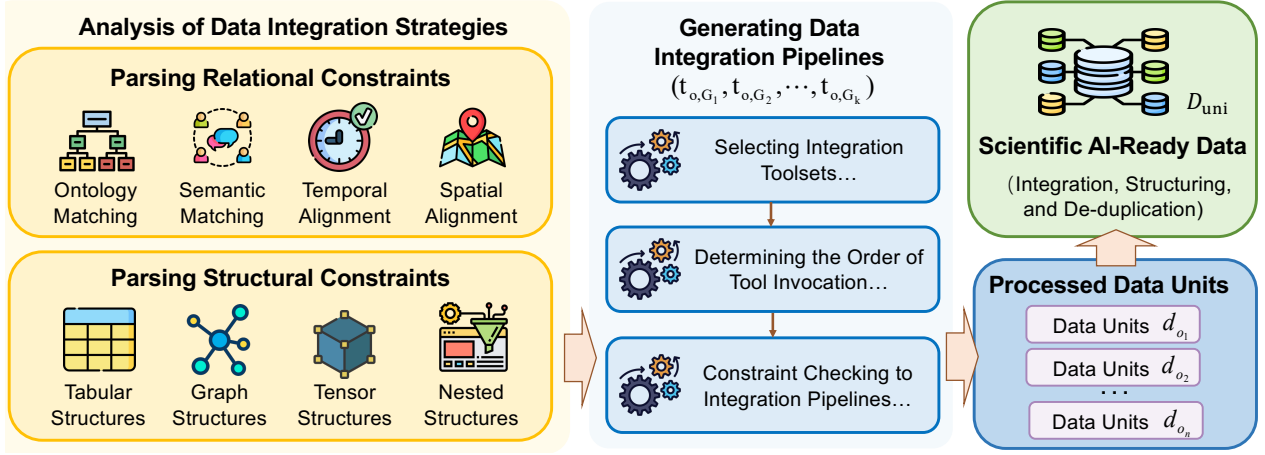 Analysis of Data Integration Strategies
Parsing Relational Constraints
Ontology
Matching
Semantic
Matching
Temporal
Alignment
Spatial
Alignment
Parsing Structural Constraints
Tabular
Structures
Graph
Structures
Tensor
Structures
Nested
Structures
Generating Data
Integration Pipelines
(t_{o,G_1}, t_{o,G_2}, ⋯, t_{o,G_k})
Selecting Integration
Toolsets…
Determining the Order of
Tool Invocation…
Constraint Checking to
Integration Pipelines…
D_{uni}
Scientific AI-Ready Data
(Integration, Structuring,
and De-duplication)
Processed Data Units
Data Units d_{o_1}
Data Units d_{o_2}
…
Data Units d_{o_n}